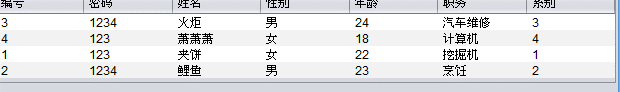 编号 密码 姓名 性别 年龄 职务 系别
3 1234 火炬 男 24 汽车维修 3
4 123 萧萧萧 女 18 计算机 4
1 123 夹饼 女 22 挖掘机 1
2 1234 鲤鱼 男 23 烹饪 2